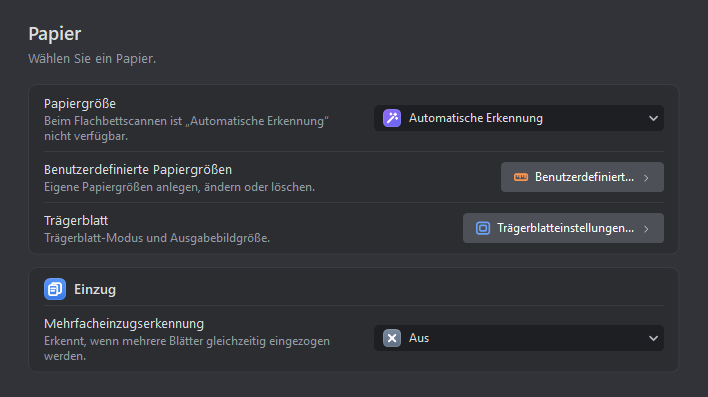 Papier
Wählen Sie ein Papier.
Papiergröße
Beim Flachbettscannen ist „Automatische Erkennung“
nicht verfügbar.
Automatische Erkennung
Benutzerdefinierte Papiergrößen
Eigene Papiergrößen anlegen, ändern oder löschen.
Benutzerdefiniert...
Trägerblatt
Trägerblatt-Modus und Ausgabebildgröße.
Trägerblatteinstellungen...
Einzug
Mehrfacheinzugserkennung
Erkennt, wenn mehrere Blätter gleichzeitig eingezogen
werden.
Aus